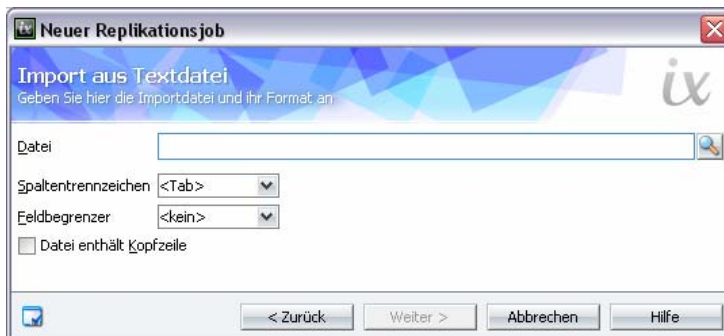 ix Neuer Replikationsjob
Import aus Textdatei
Geben Sie hier die Importdatei und ihr Format an
ix
Datei
Spaltentrennzeichen <Tab>
Feldbegrenzer <kein>
Datei enthält Kopfzeile
< Zurück Weiter > Abbrechen Hilfe